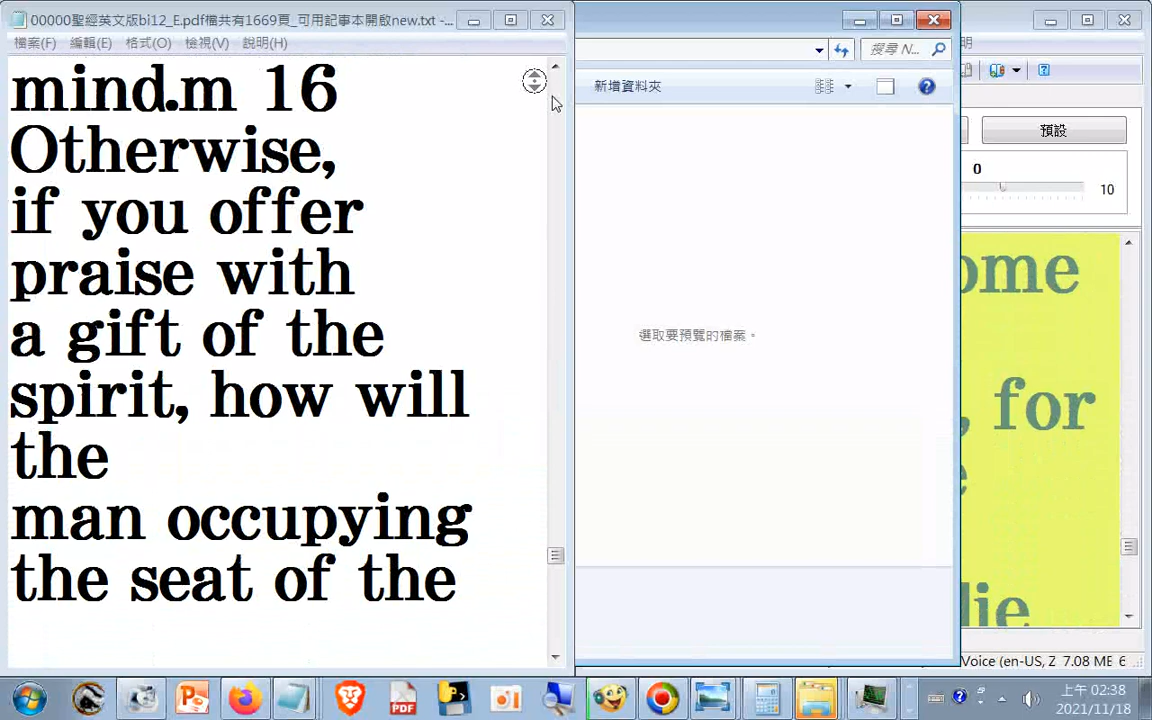 00000聖經英文版bi12_E.pdf檔共有1669頁_可用記事本開啟new.txt -...
檔案(F) 編輯(E) 格式(O) 檢視(V) 說明(H)
mind.m 16
Otherwise,
if you offer
praise with
a gift of the
spirit, how will
the
man occupying
the seat of the
搜尋 N...
新增資料夾
選取要預覽的檔案。
明
預設
0
10
ome
, for
e
lie
Voice (en-US, Z 7.08 ME 6
上午 02:38
2021/11/18